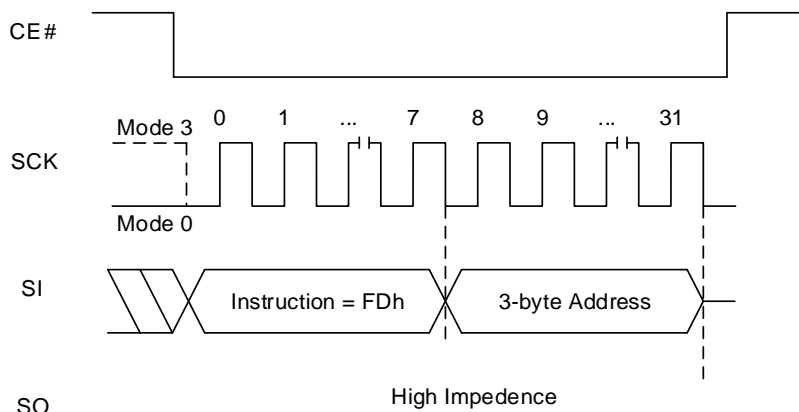 CE#
0 1 ... 7 8 9 ... 31
Mode 3
SCK
Mode 0
SI
Instruction = FDh
3-byte Address
High Impedence
SO